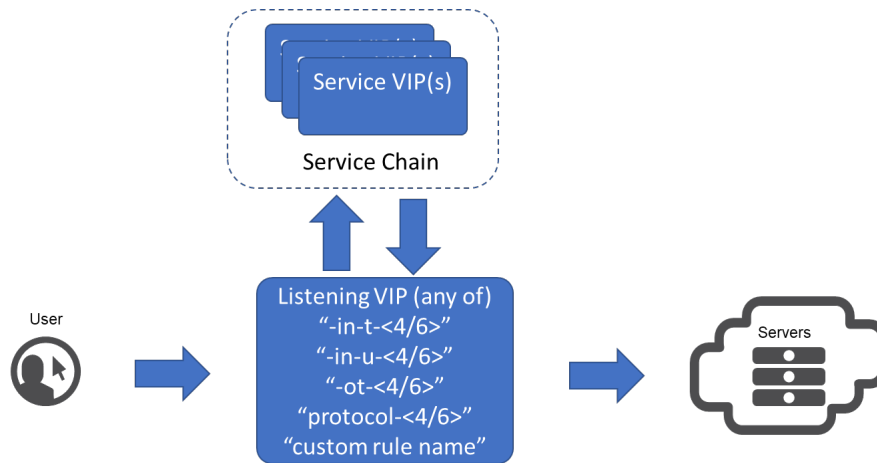 Service VIP(s)
Service Chain
Listening VIP (any of)
“-in-t-<4/6>”
“-in-u-<4/6>”
“-ot-<4/6>”
“protocol-<4/6>”
“custom rule name”
User
Servers